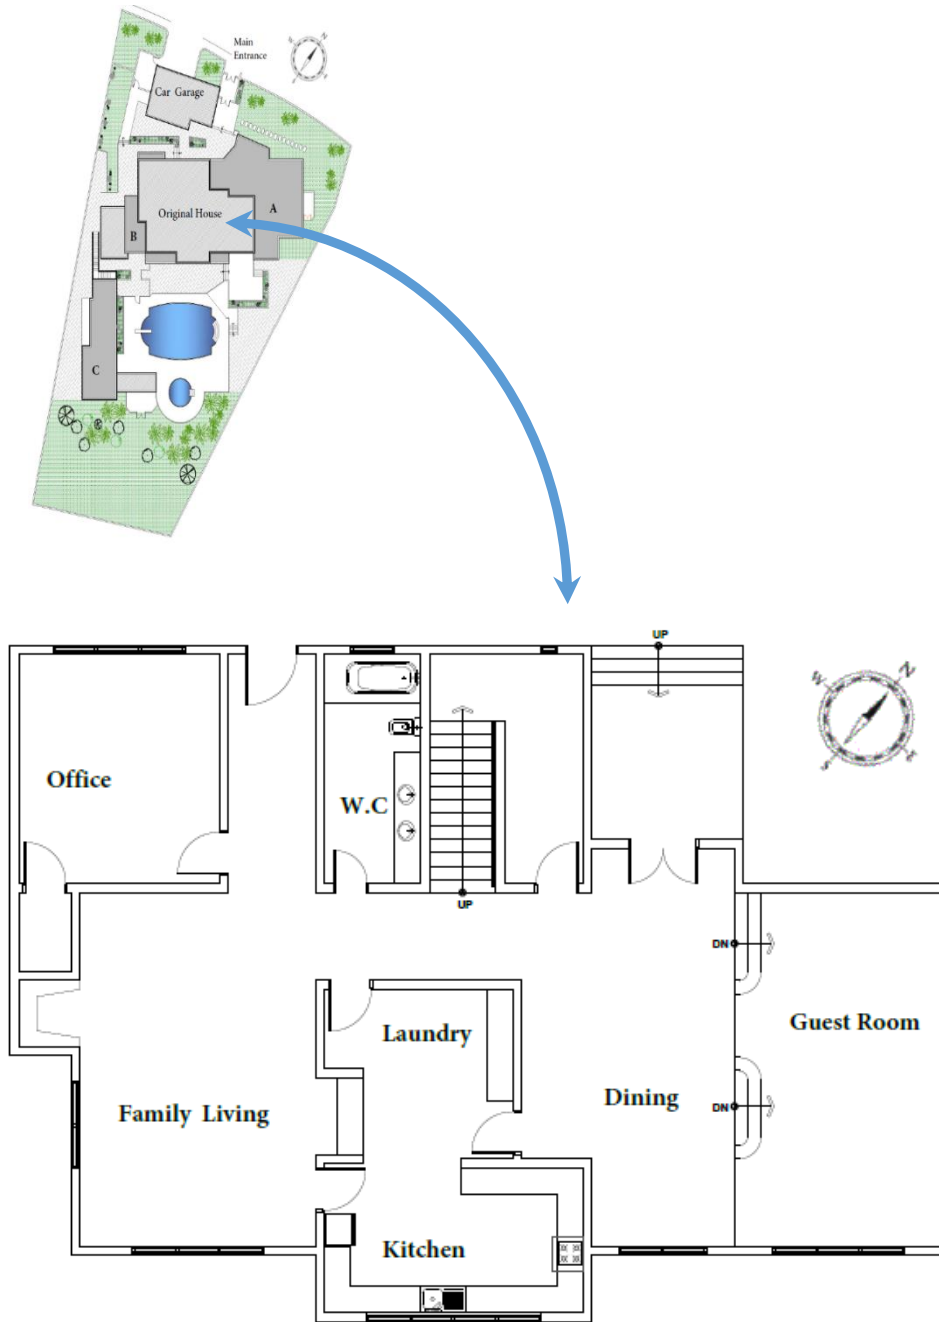 Main
Entrance
N
Car Garage
Original House
A
B
C
UP
W
N
S
Office
W.C
UP
DN
Guest Room
Laundry
Dining
Family Living
DN
Kitchen